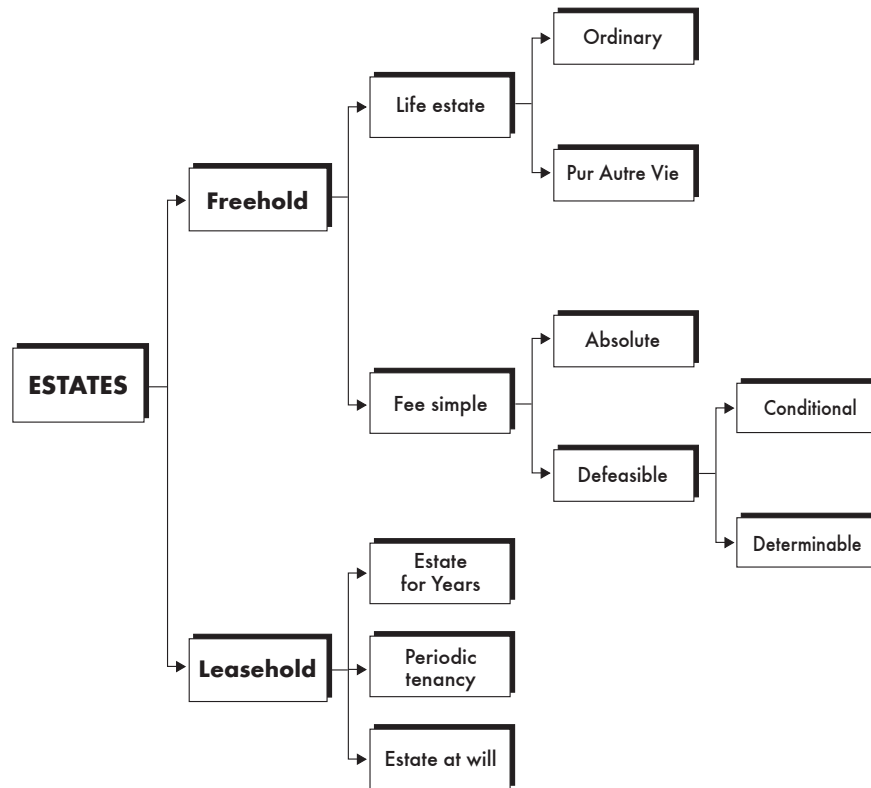 Ordinary
Life estate
Pur Autre Vie
Freehold
Absolute
ESTATES
Fee simple
Conditional
Defeasible
Determinable
Estate
for Years
Leasehold
Periodic
tenancy
Estate at will